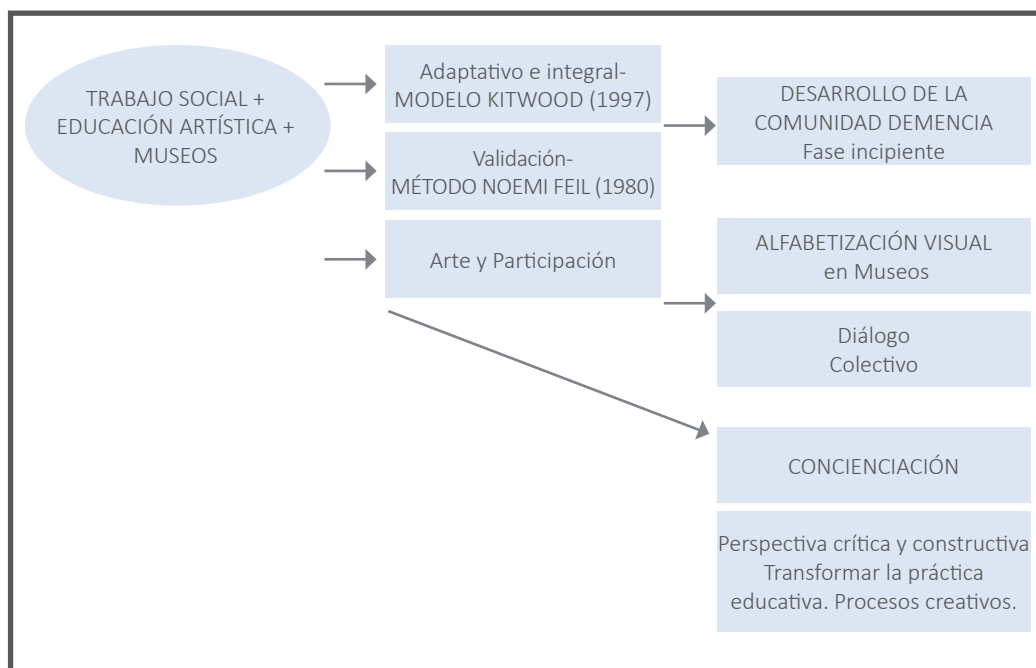 TRABAJO SOCIAL +
EDUCACIÓN ARTÍSTICA +
MUSEOS
Adaptativo e integral-
MODELO KITWOOD (1997)
Validación-
MÉTODO NOEMI FEIL (1980)
Arte y Participación
DESARROLLO DE LA
COMUNIDAD DEMENCIA
Fase incipiente
ALFABETIZACIÓN VISUAL
en Museos
Diálogo
Colectivo
CONCIENCIACIÓN
Perspectiva crítica y constructiva
Transformar la práctica
educativa. Procesos creativos.